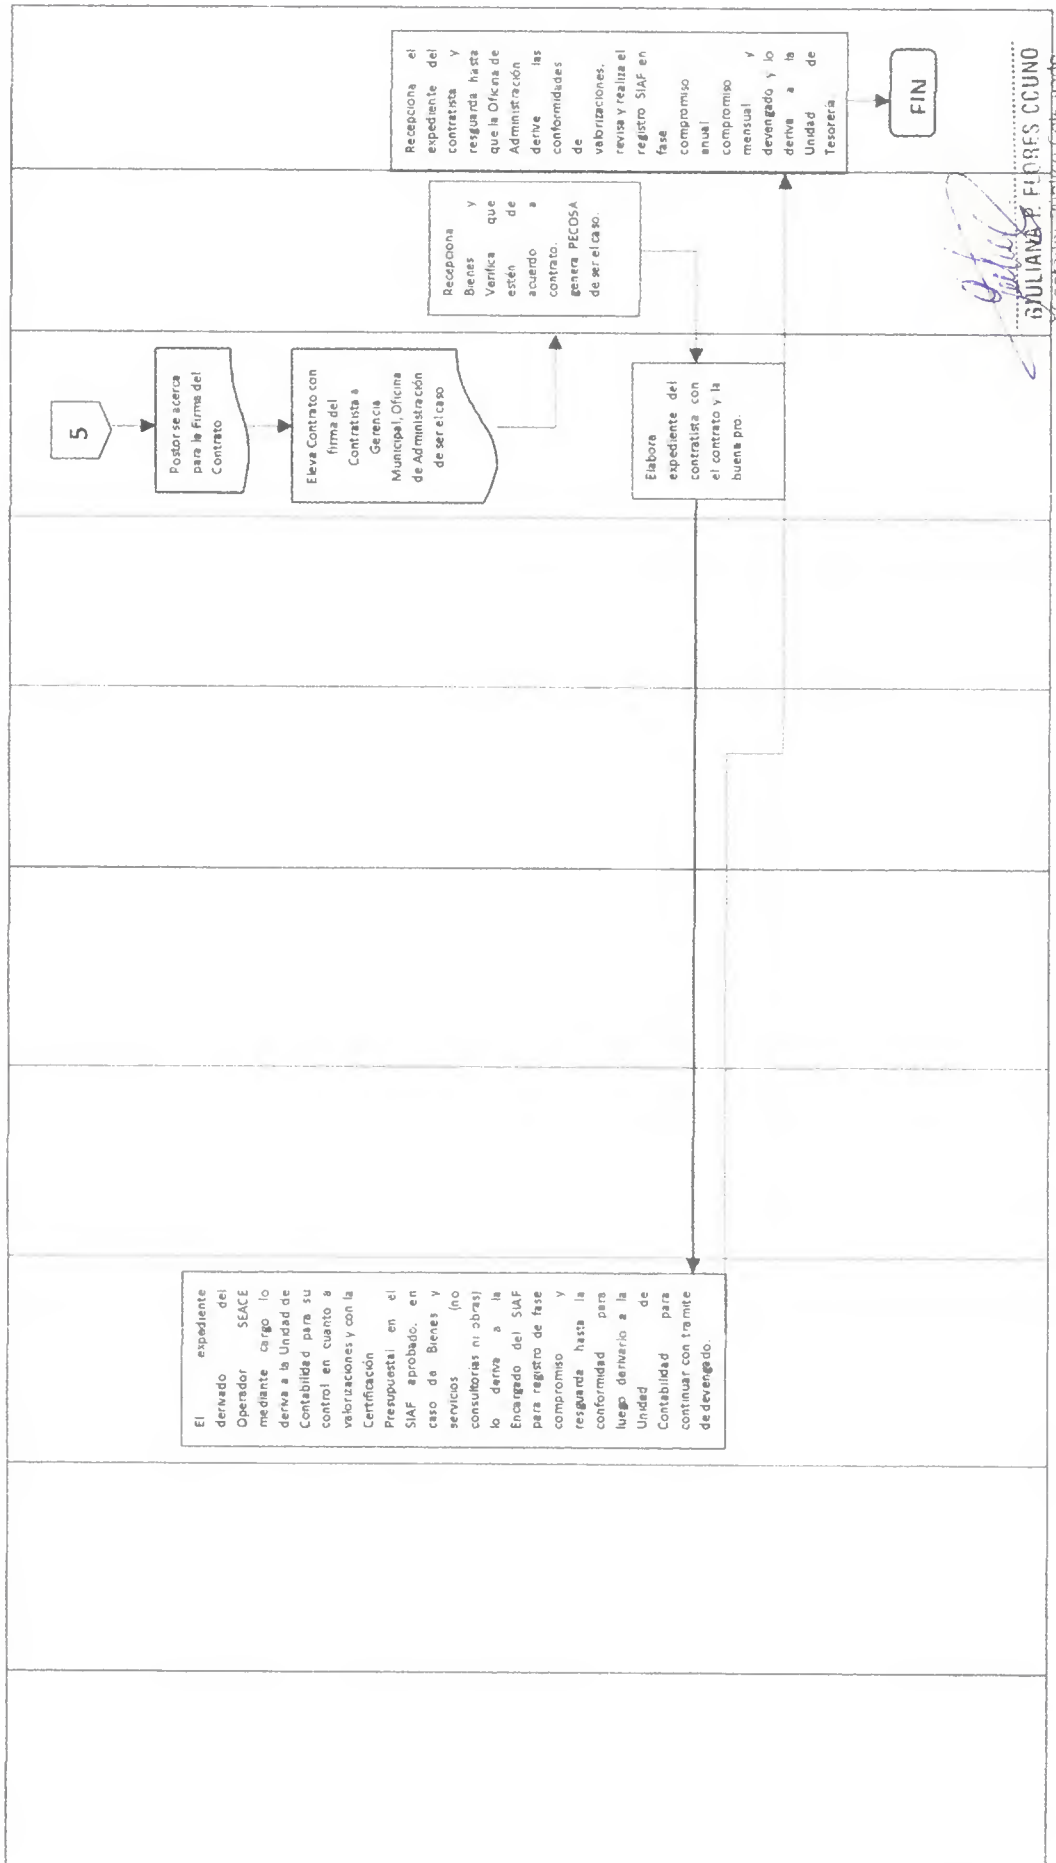 5
Postor se acerca
para la Firma del
Contrato
Eleva Contrato con
firma del
Contratista a
Gerencia
Municipal, Oficina
de Administración
de ser el caso
Recepciona
Bienes y
Verifica que
estén de
acuerdo a
contrato.
genera PECOSA
de ser el caso.
Elabora
expediente del
contratista con
el contrato y la
buena pro.
El expediente
derivado del
Operador SEACE
mediante cargo lo
deriva a la Unidad de
Contabilidad para su
control en cuanto a
valorizaciones y con la
Certificación
Presupuestal en el
SIAF aprobado. en
caso de Bienes y
servicios (no
consultorias ni obras)
lo deriva a la
Encargado del SIAF
para registro de fase
compromiso y
resguarda hasta la
conformidad para
luego derivarlo a la
Unidad de
Contabilidad para
continuar con tramite
de devengado.
Recepciona el
expediente del
contratista y
resguarda hasta
que la Oficina de
Administración
derive las
conformidades
de
valorizaciones.
revisa y realiza el
registro SIAF en
fase
compromiso
anual
compromiso
mensual y
devengado y lo
deriva a la
Unidad de
Tesorería
FIN
GIULIANA P. FLORES CCUNO